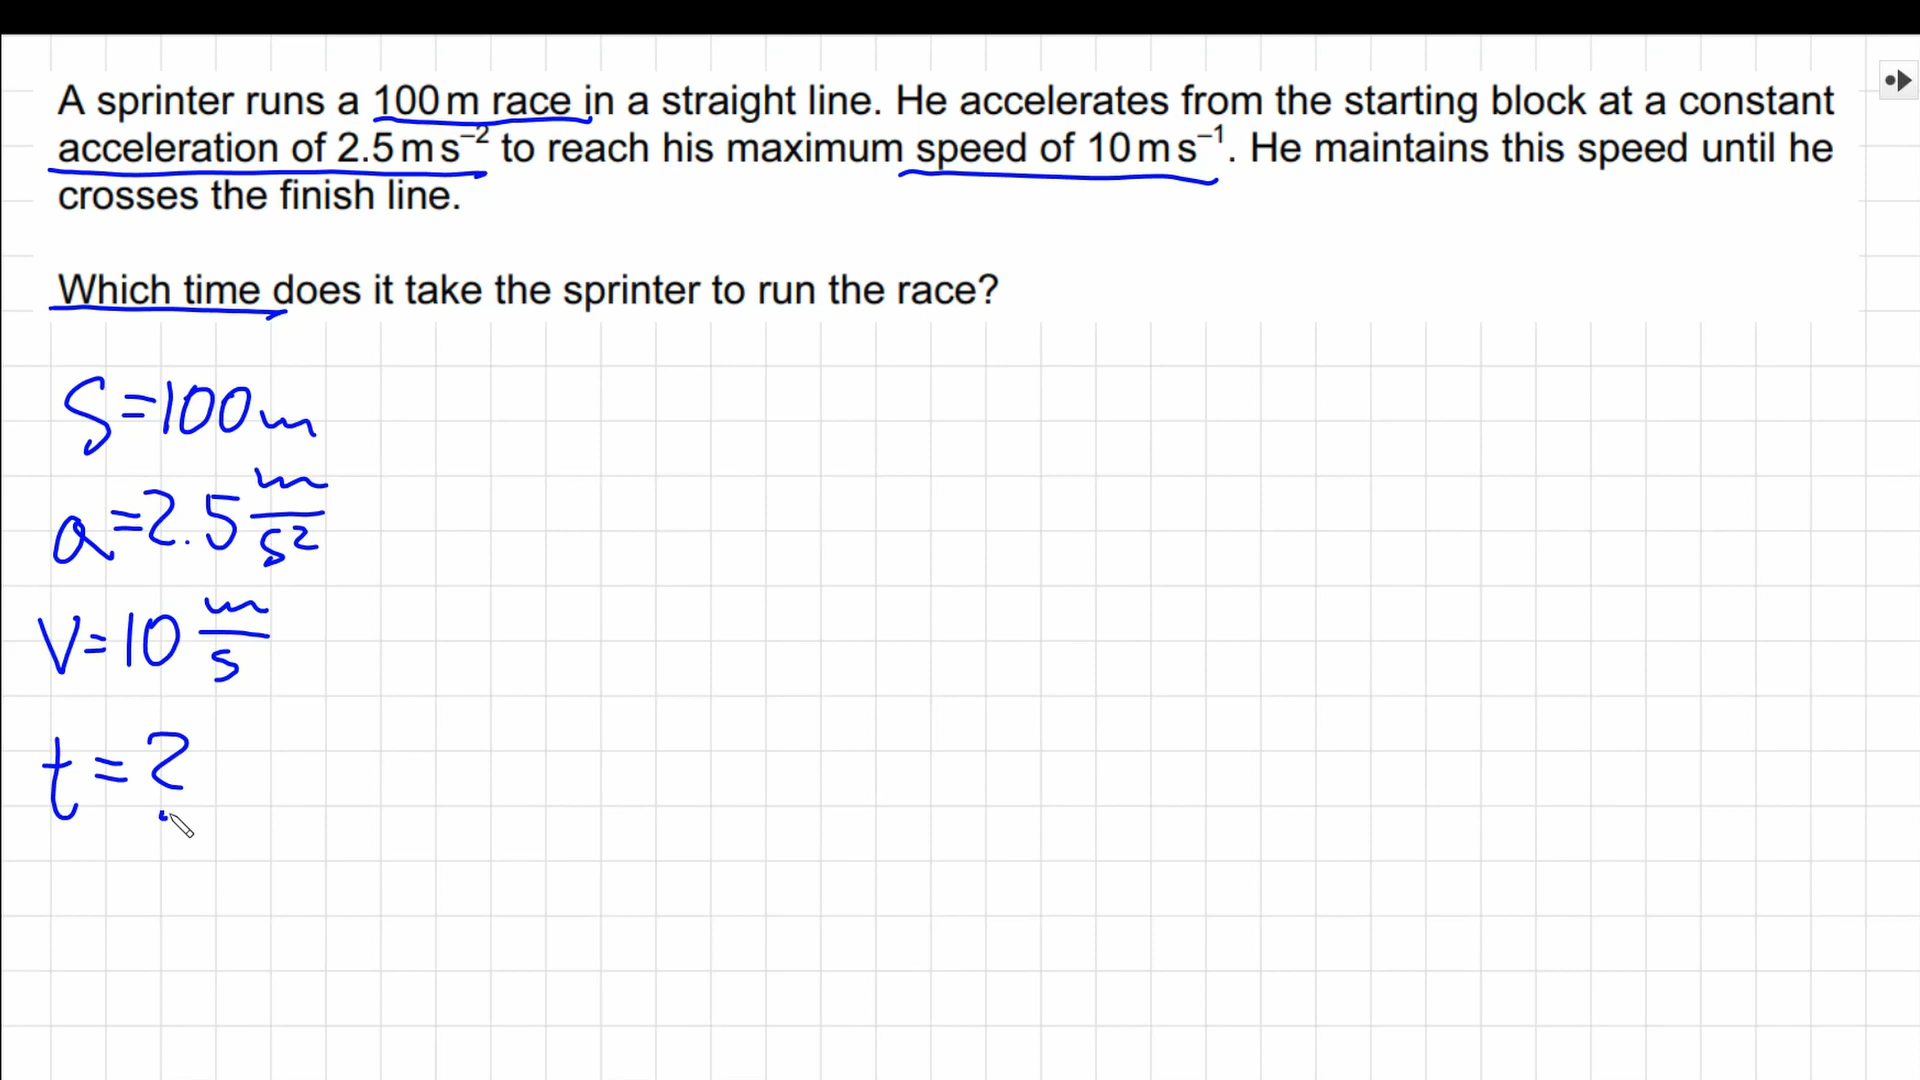 A sprinter runs a 100 m race in a straight line. He accelerates from the starting block at a constant
acceleration of 2.5 m s⁻² to reach his maximum speed of 10 m s⁻¹. He maintains this speed until he
crosses the finish line.
Which time does it take the sprinter to run the race?
S=100m
a=2.5 m/s²
V=10 m/s
t=?